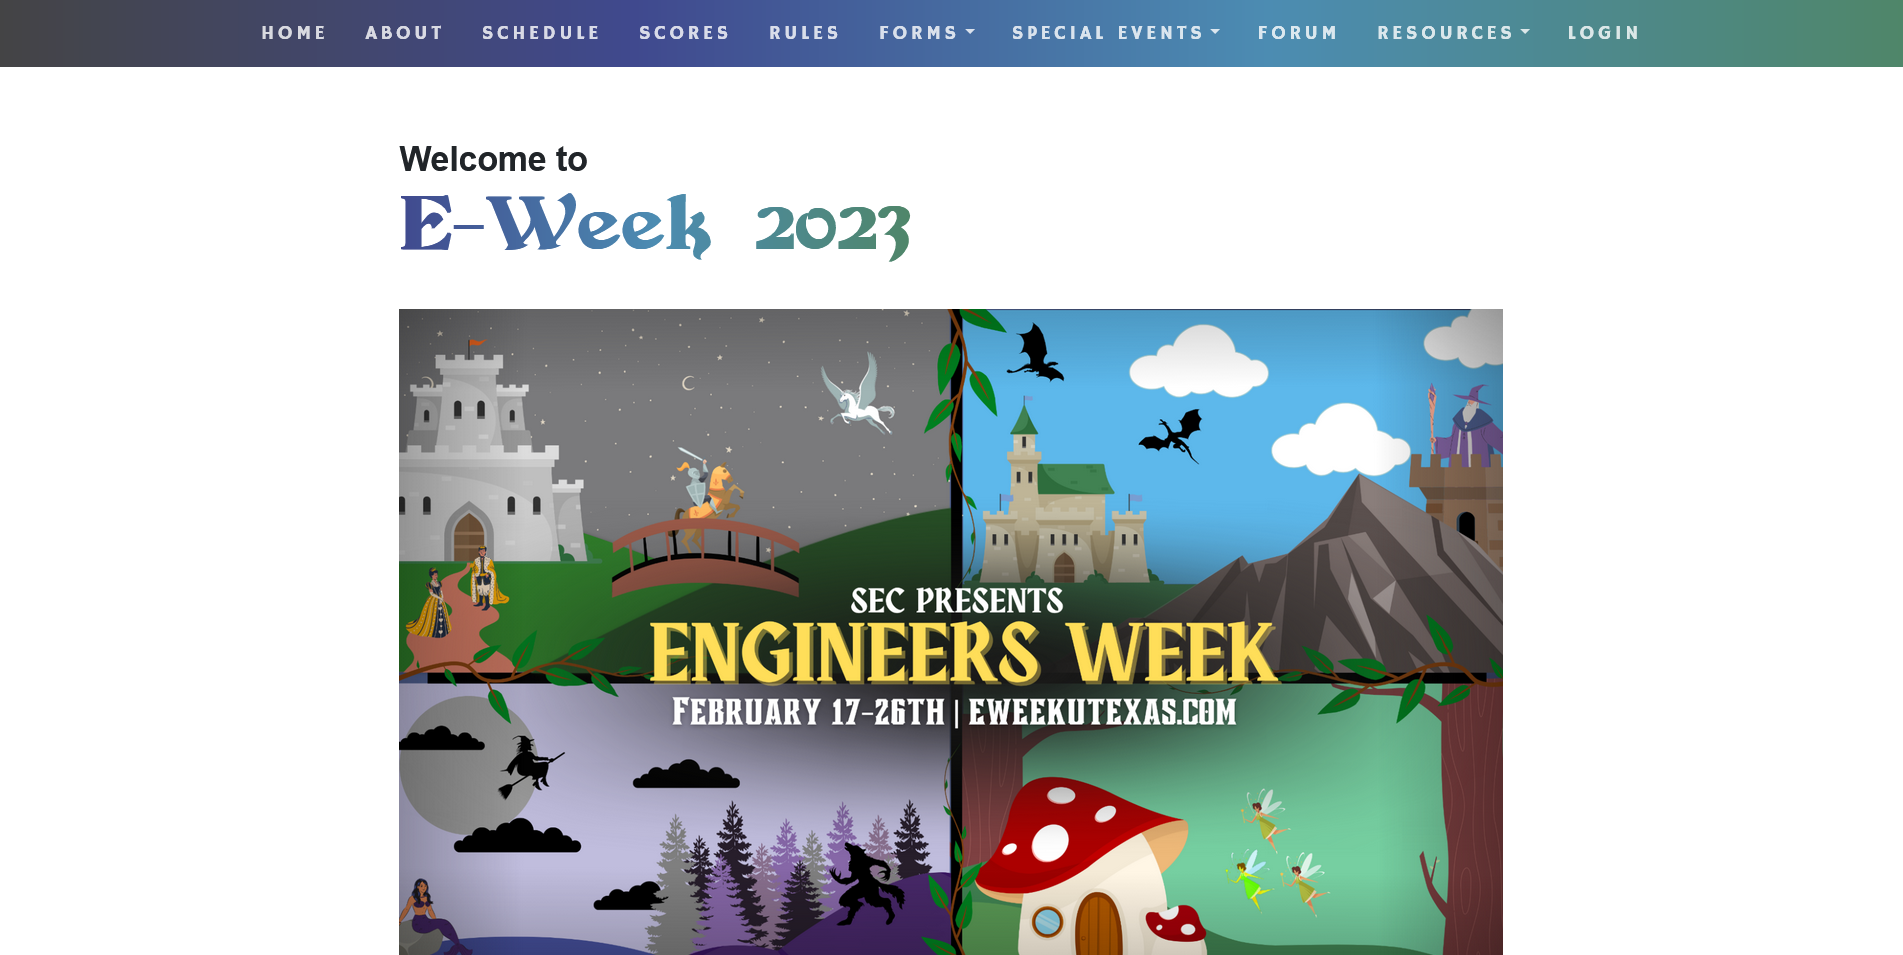 HOME ABOUT SCHEDULE SCORES RULES FORMS SPECIAL EVENTS FORUM RESOURCES LOGIN
Welcome to
E-Week 2023
SEC PRESENTS
ENGINEERS WEEK
FEBRUARY 17-26TH | EWEEKUTEXAS.COM